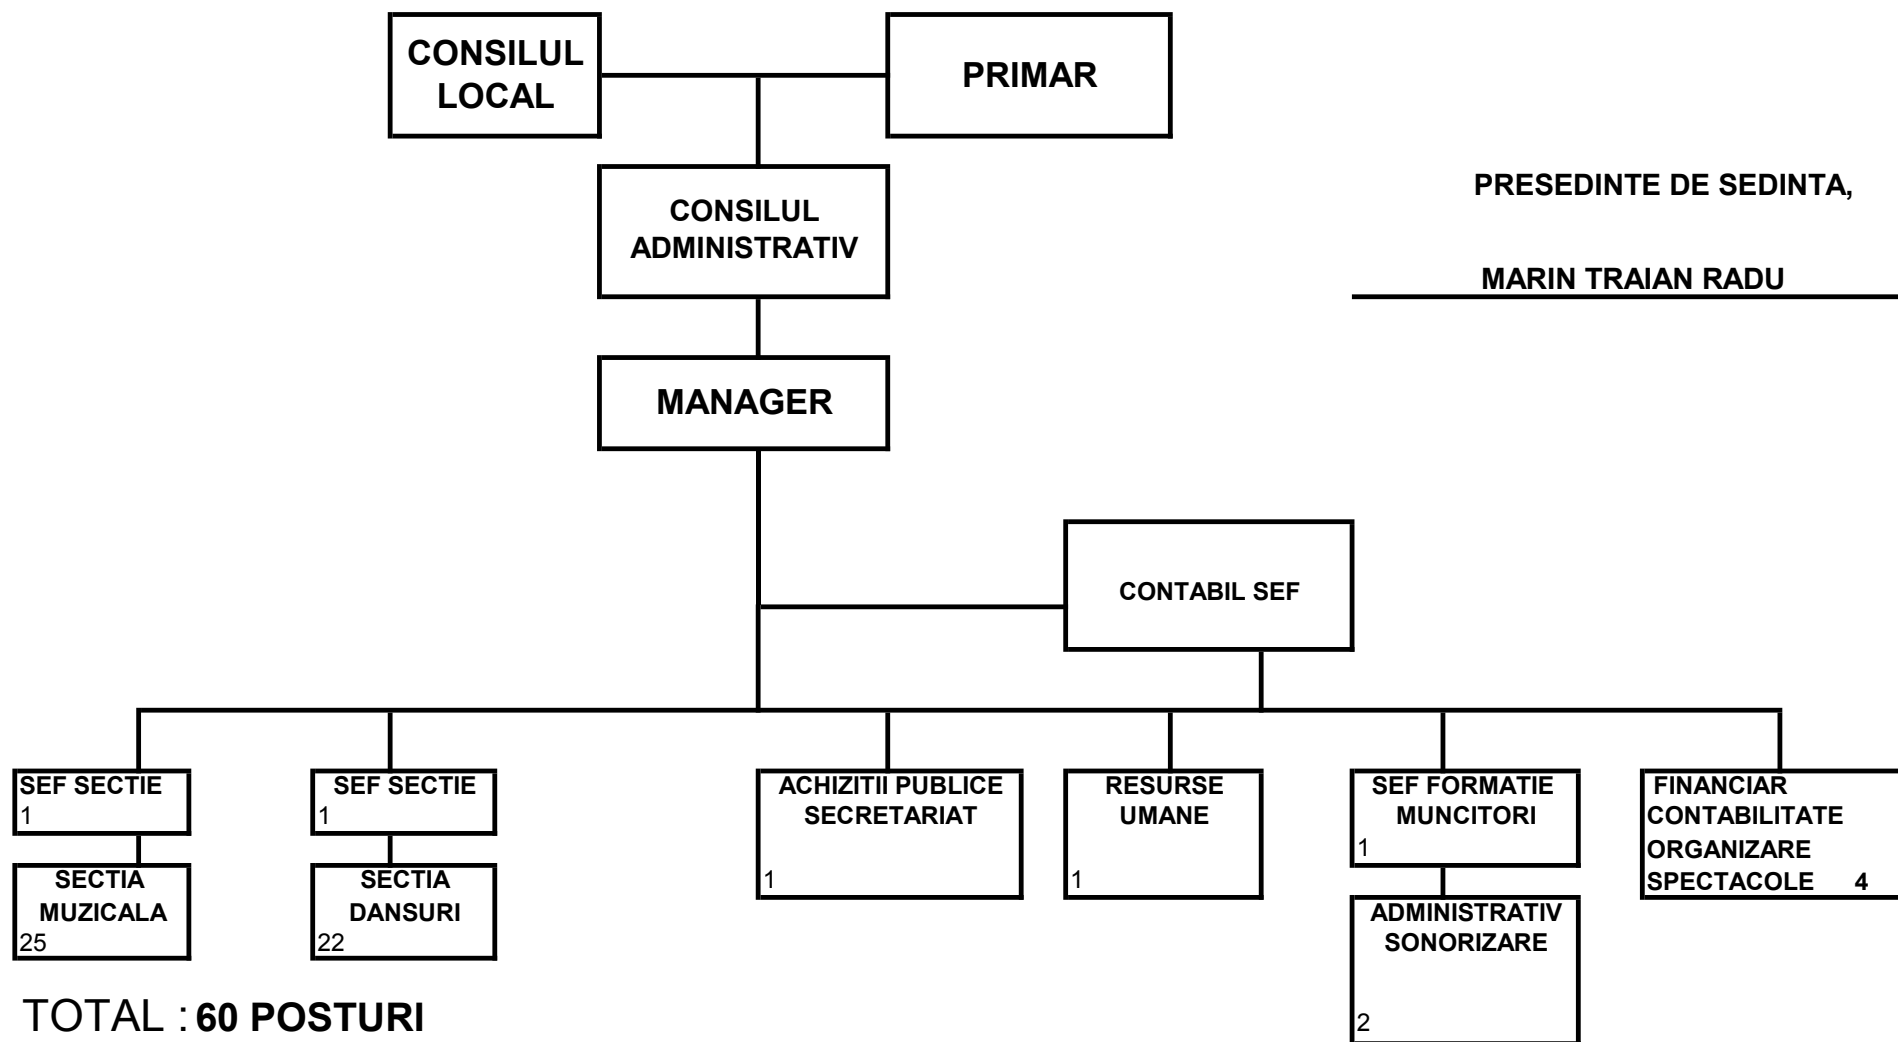 CONSILUL
LOCAL
PRIMAR
CONSILUL
ADMINISTRATIV
PRESEDINTE DE SEDINTA,
MARIN TRAIAN RADU
MANAGER
CONTABIL SEF
SEF SECTIE
1
SECTIA
MUZICALA
25
SEF SECTIE
1
SECTIA
DANSURI
22
ACHIZITII PUBLICE
SECRETARIAT
1
RESURSE
UMANE
1
SEF FORMATIE
MUNCITORI
1
ADMINISTRATIV
SONORIZARE
2
FINANCIAR
CONTABILITATE
ORGANIZARE
SPECTACOLE 4
TOTAL : 60 POSTURI